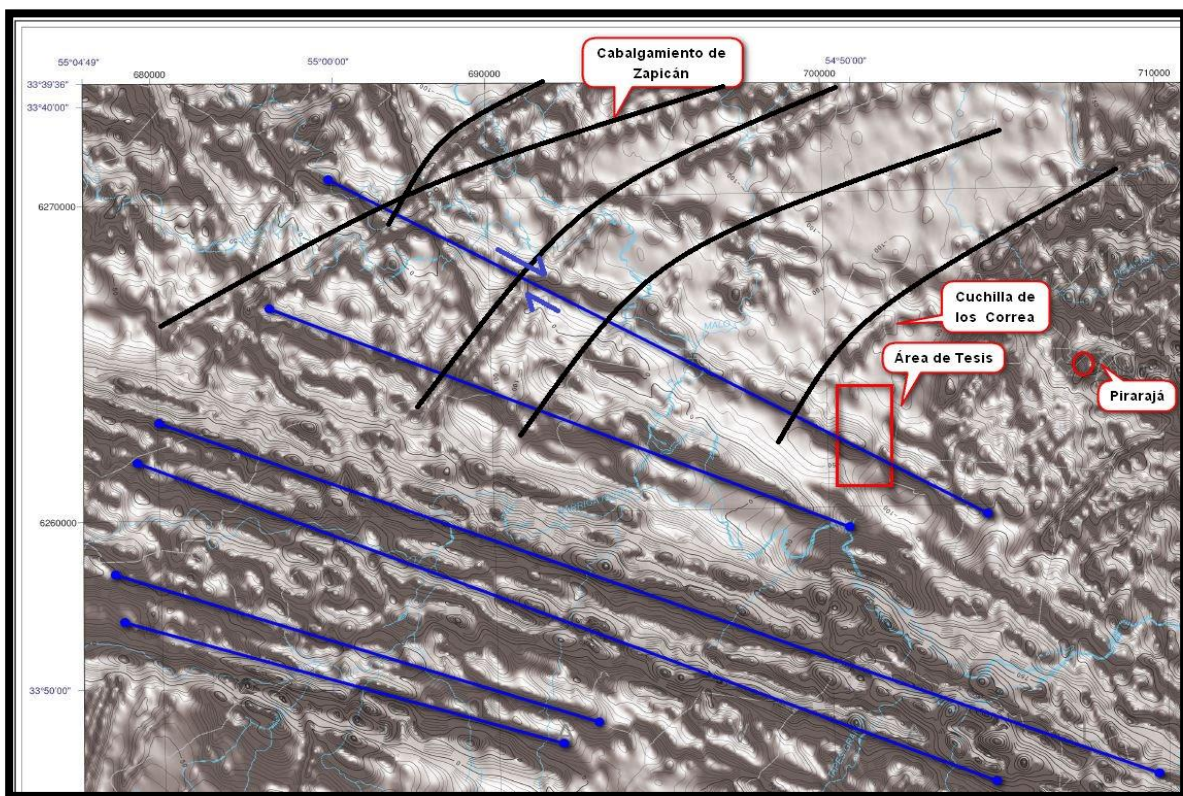 55°04'49"
680000
55°00'00"
690000
700000
54°50'00"
710000
33°39'36"
33°40'00"
Cabalgamiento de
Zapicán
6270000
Cuchilla de
los Correa
Área de Tesis
Pirarajá
MALO
6260000
33°50'00"